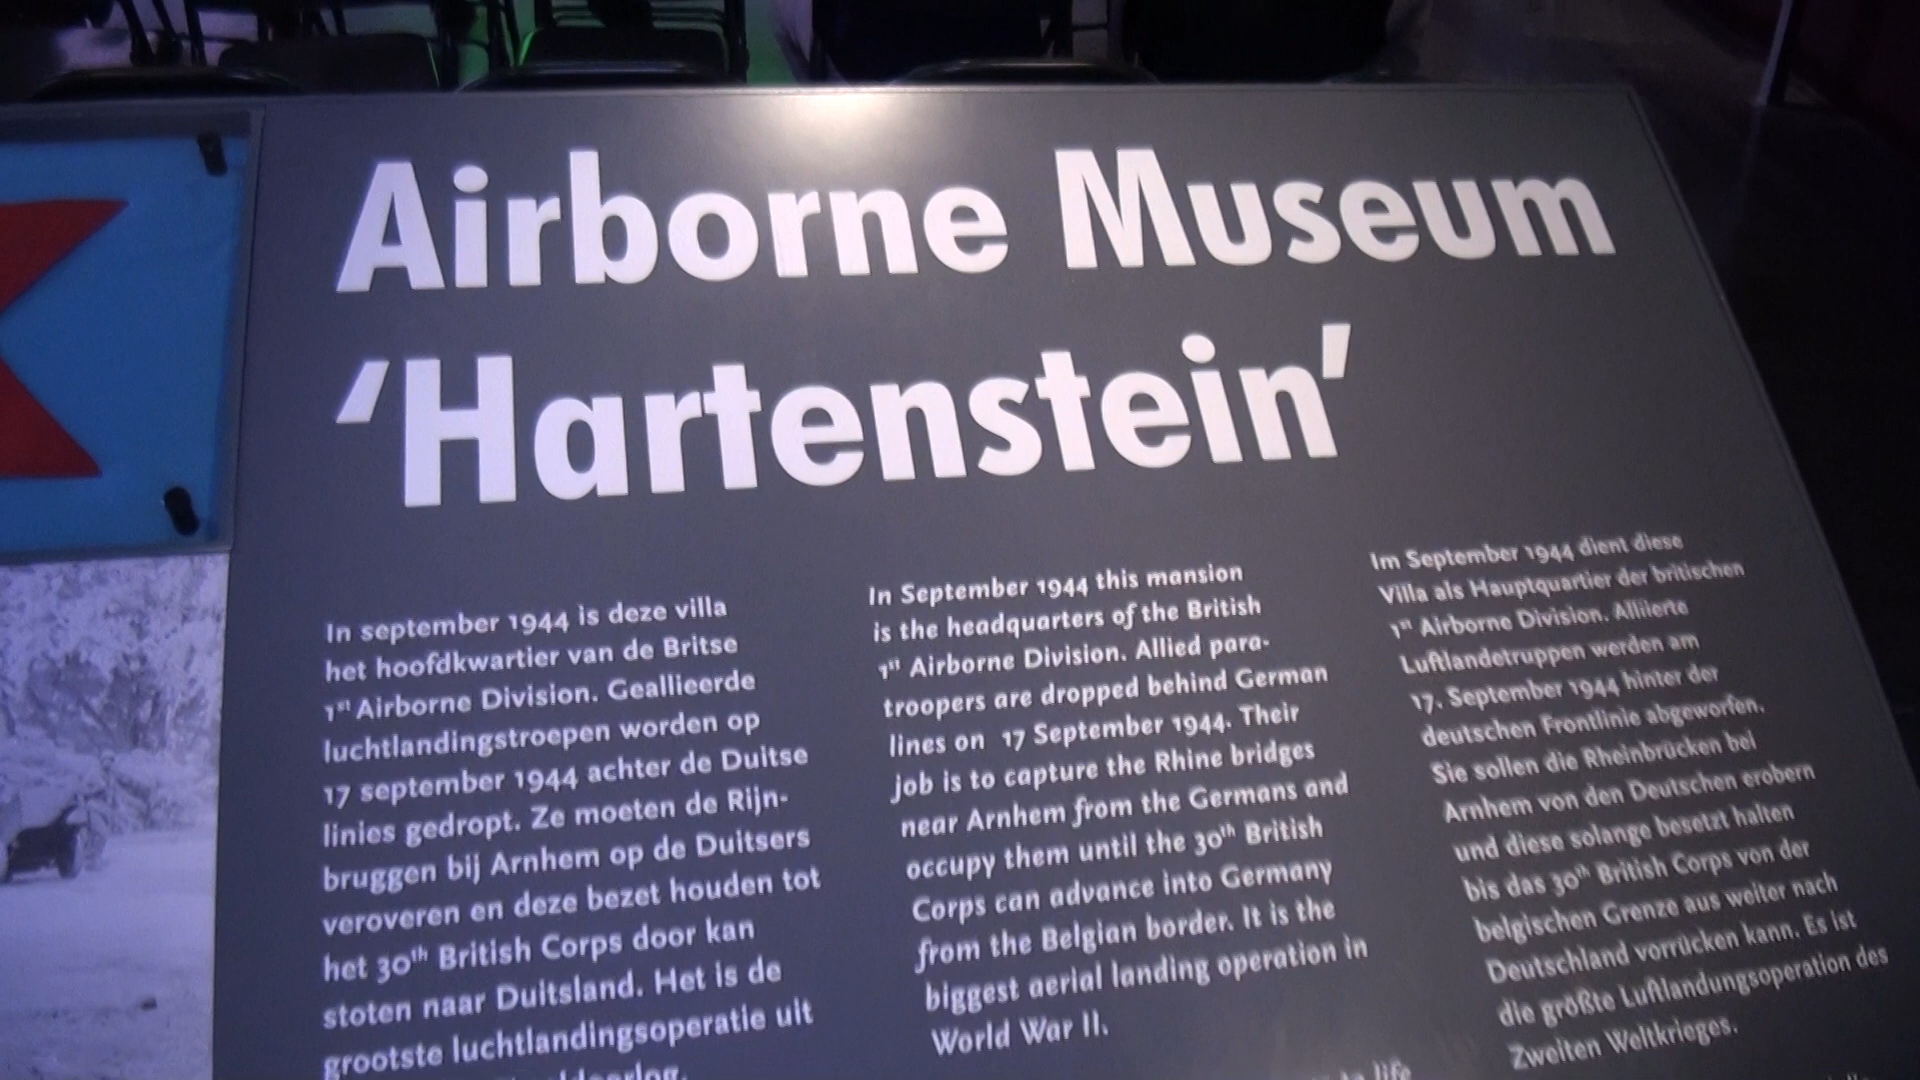 Airborne Museum
'Hartenstein'
In september 1944 is deze villa
het hoofdkwartier van de Britse
1st Airborne Division. Geallieerde
luchtlandingstroepen worden op
17 september 1944 achter de Duitse
linies gedropt. Ze moeten de Rijn-
bruggen bij Arnhem op de Duitsers
veroveren en deze bezet houden tot
het 30th British Corps door kan
stoten naar Duitsland. Het is de
grootste luchtlandingsoperatie uit
In September 1944 this mansion
is the headquarters of the British
1st Airborne Division. Allied para-
troopers are dropped behind German
lines on 17 September 1944. Their
job is to capture the Rhine bridges
near Arnhem from the Germans and
occupy them until the 30th British
Corps can advance into Germany
from the Belgian border. It is the
biggest aerial landing operation in
World War II.
to life
Im September 1944 dient diese
Villa als Hauptquartier der britischen
1st Airborne Division. Alliierte
Luftlandetruppen werden am
17. September 1944 hinter der
deutschen Frontlinie abgeworfen.
Sie sollen die Rheinbrücken bei
Arnhem von den Deutschen erobern
und diese solange besetzt halten
bis das 30th British Corps von der
belgischen Grenze aus weiter nach
Deutschland vorrücken kann. Es ist
die größte Luftlandungsoperation des
Zweiten Weltkrieges.